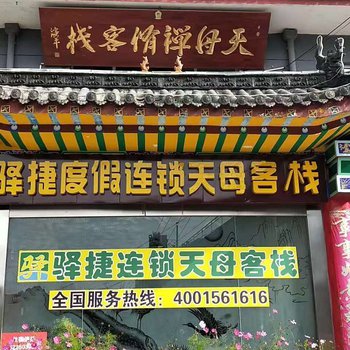 天母禅修客栈
驿捷度假连锁天母客栈
驿 驿捷连锁天母客栈
全国服务热线：4001561616